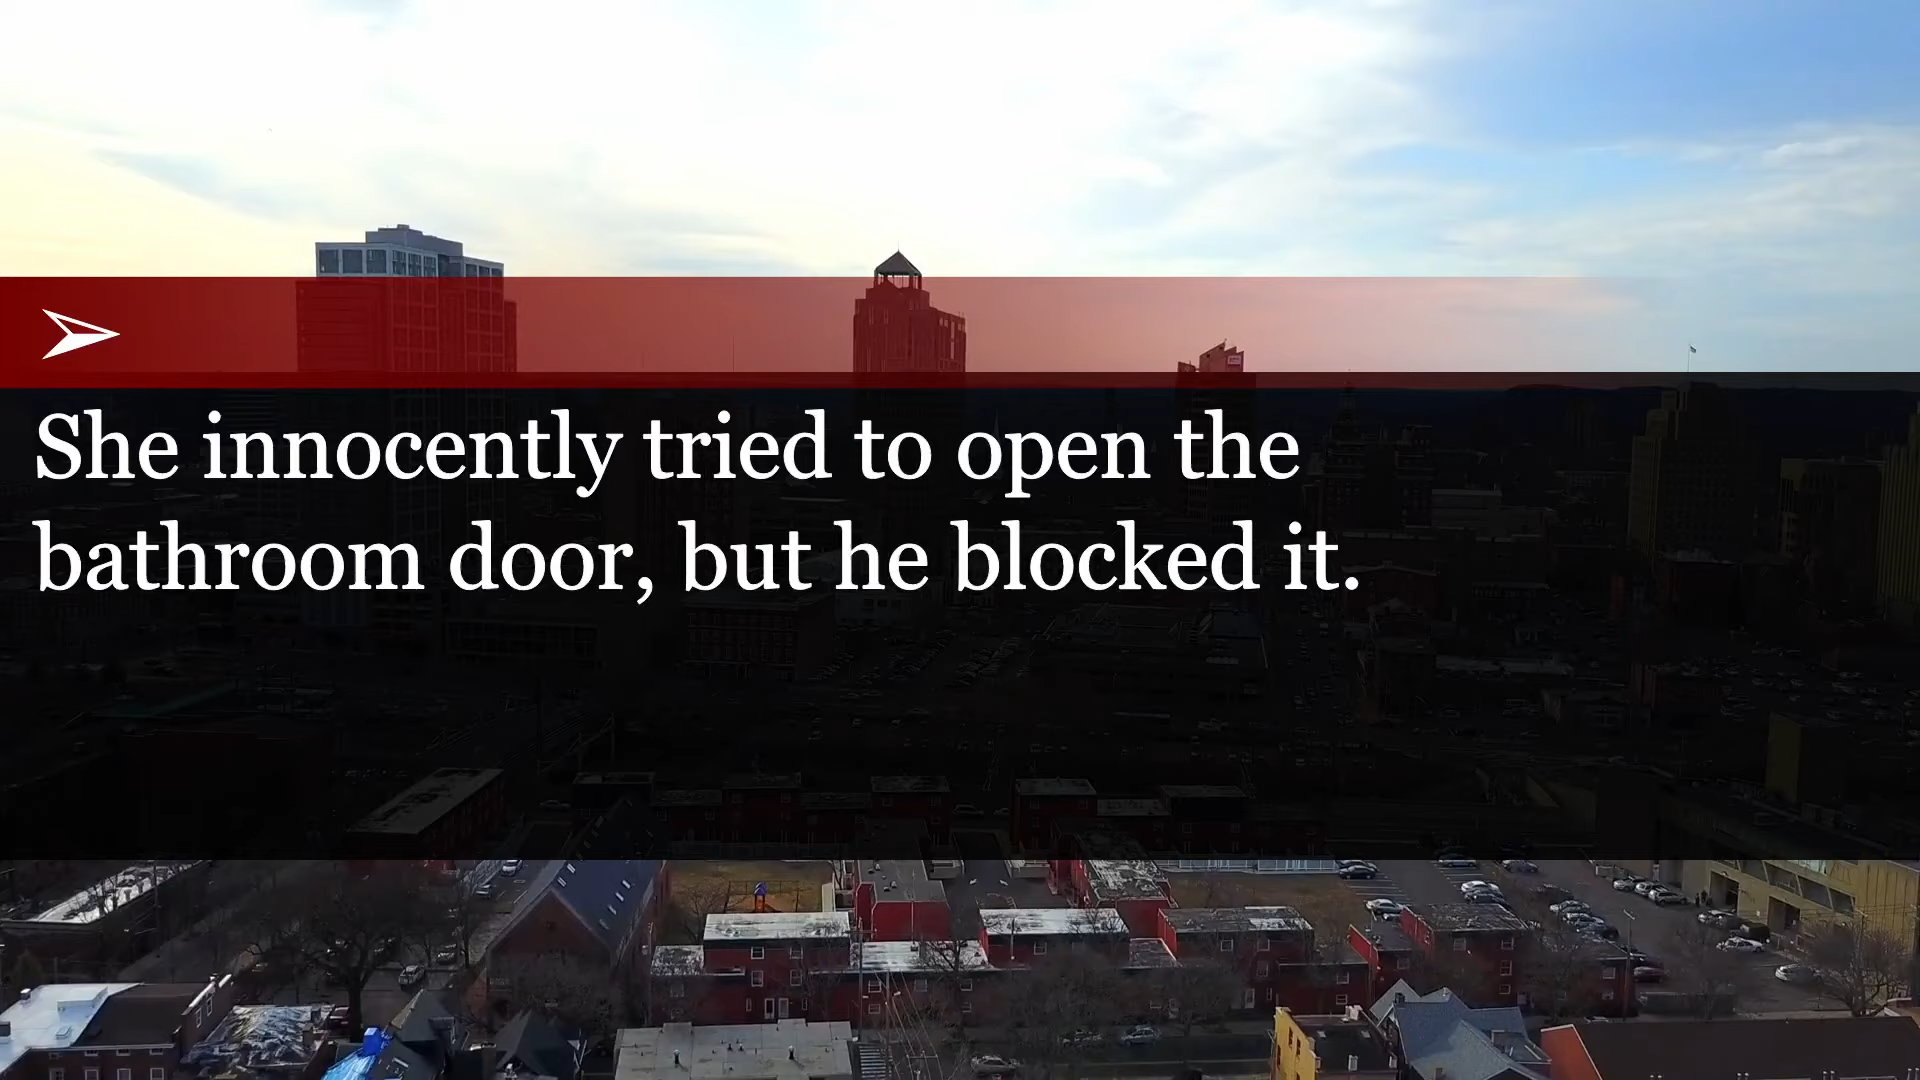 She innocently tried to open the
bathroom door, but he blocked it.